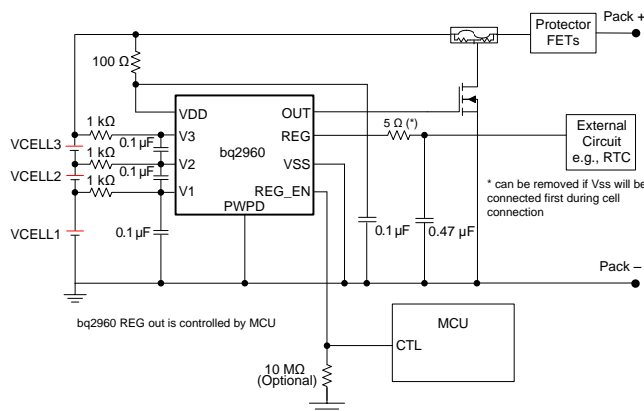 Pack +
Protector
FETs
100 Ω
VDD
OUT
1 kΩ
VCELL3
0.1 µF
V3
bq2960
REG
5 Ω (*)
External
Circuit
e.g., RTC
1 kΩ
VCELL2
0.1 µF
V2
VSS
1 kΩ
V1
REG_EN
* can be removed if Vss will be
connected first during cell
connection
PWPD
VCELL1
0.1 µF
0.1 µF
0.47 µF
Pack –
bq2960 REG out is controlled by MCU
MCU
CTL
10 MΩ
(Optional)